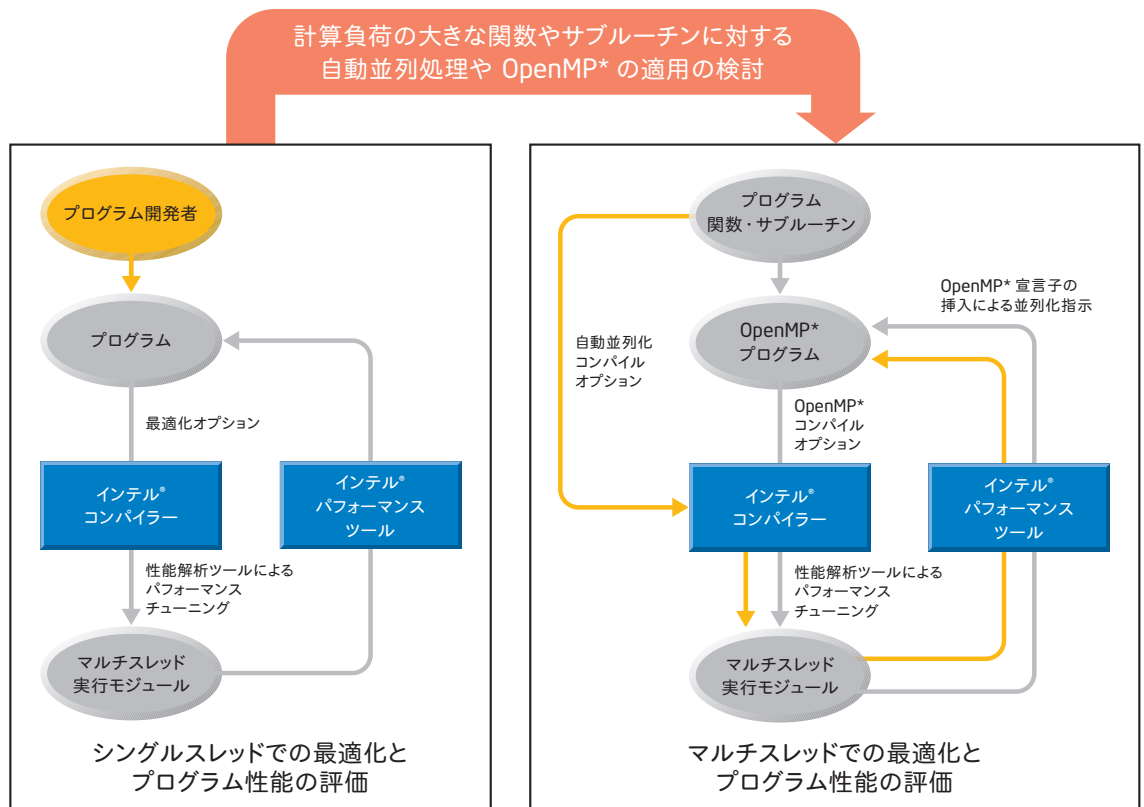 計算負荷の大きな関数やサブルーチンに対する
自動並列処理や OpenMP* の適用の検討
プログラム開発者
プログラム
最適化オプション
インテル®
コンパイラー
インテル®
パフォーマンス
ツール
性能解析ツールによる
パフォーマンス
チューニング
マルチスレッド
実行モジュール
シングルスレッドでの最適化と
プログラム性能の評価
プログラム
関数・サブルーチン
OpenMP* 宣言子の
挿入による並列化指示
自動並列化
コンパイル
オプション
OpenMP*
プログラム
OpenMP*
コンパイル
オプション
インテル®
コンパイラー
インテル®
パフォーマンス
ツール
性能解析ツールによる
パフォーマンス
チューニング
マルチスレッド
実行モジュール
マルチスレッドでの最適化と
プログラム性能の評価